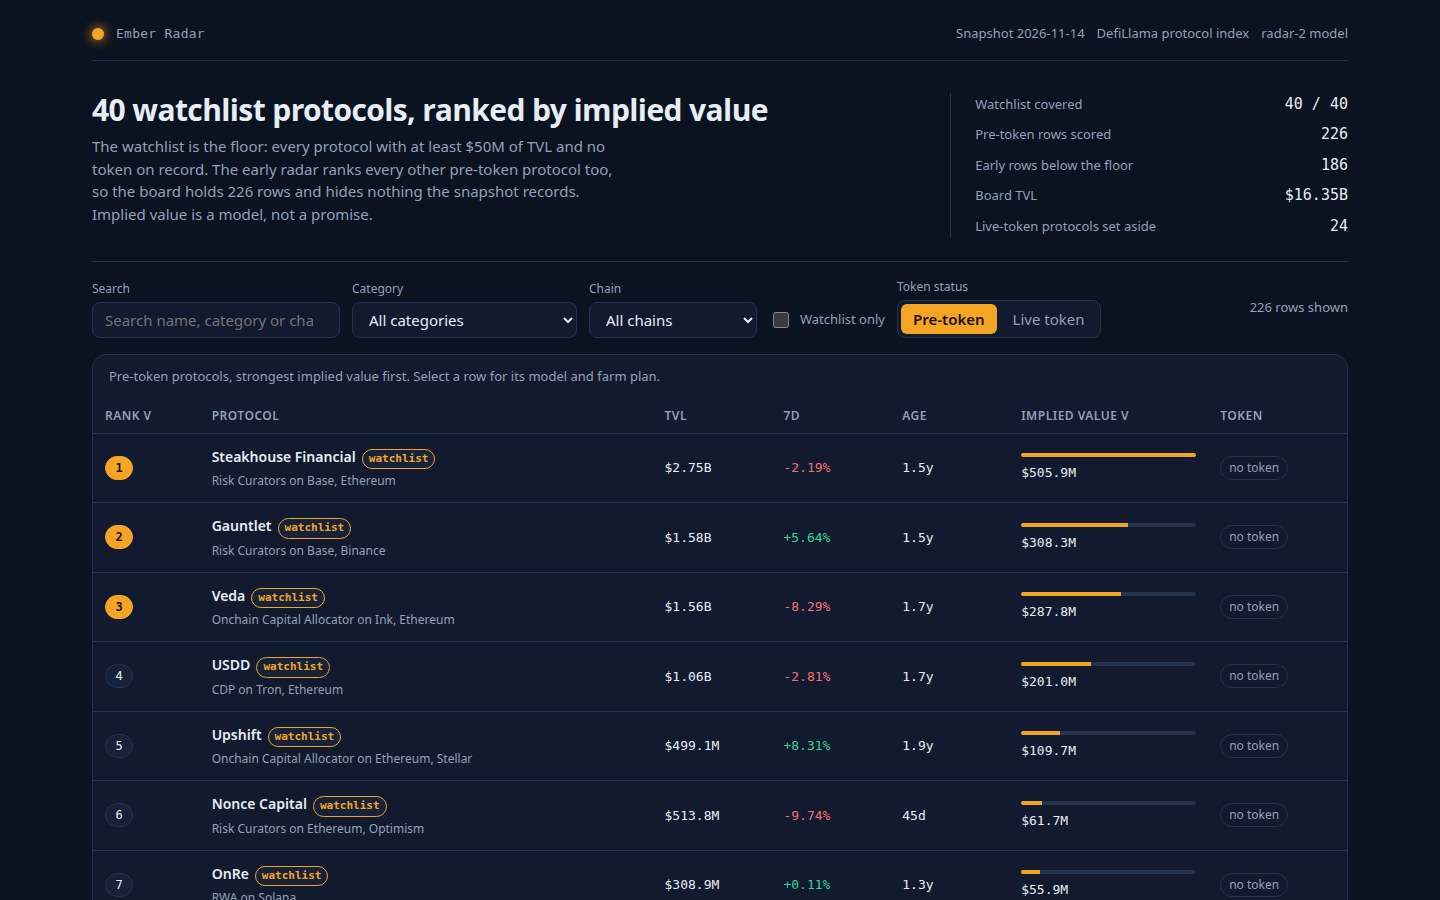 Ember Radar
Snapshot 2026-11-14 DefiLlama protocol index radar-2 model
40 watchlist protocols, ranked by implied value
The watchlist is the floor: every protocol with at least $50M of TVL and no
token on record. The early radar ranks every other pre-token protocol too,
so the board holds 226 rows and hides nothing the snapshot records.
Implied value is a model, not a promise.
Watchlist covered 40 / 40
Pre-token rows scored 226
Early rows below the floor 186
Board TVL $16.35B
Live-token protocols set aside 24
Search Category Chain Token status
Search name, category or cha All categories All chains Watchlist only Pre-token Live token 226 rows shown
Pre-token protocols, strongest implied value first. Select a row for its model and farm plan.
RANK V PROTOCOL TVL 7D AGE IMPLIED VALUE V TOKEN
1 Steakhouse Financial watchlist $2.75B -2.19% 1.5y $505.9M no token
Risk Curators on Base, Ethereum
2 Gauntlet watchlist $1.58B +5.64% 1.5y $308.3M no token
Risk Curators on Base, Binance
3 Veda watchlist $1.56B -8.29% 1.7y $287.8M no token
Onchain Capital Allocator on Ink, Ethereum
4 USDD watchlist $1.06B -2.81% 1.7y $201.0M no token
CDP on Tron, Ethereum
5 Upshift watchlist $499.1M +8.31% 1.9y $109.7M no token
Onchain Capital Allocator on Ethereum, Stellar
6 Nonce Capital watchlist $513.8M -9.74% 45d $61.7M no token
Risk Curators on Ethereum, Optimism
7 OnRe watchlist $308.9M +0.11% 1.3y $55.9M no token
RWA on Solana